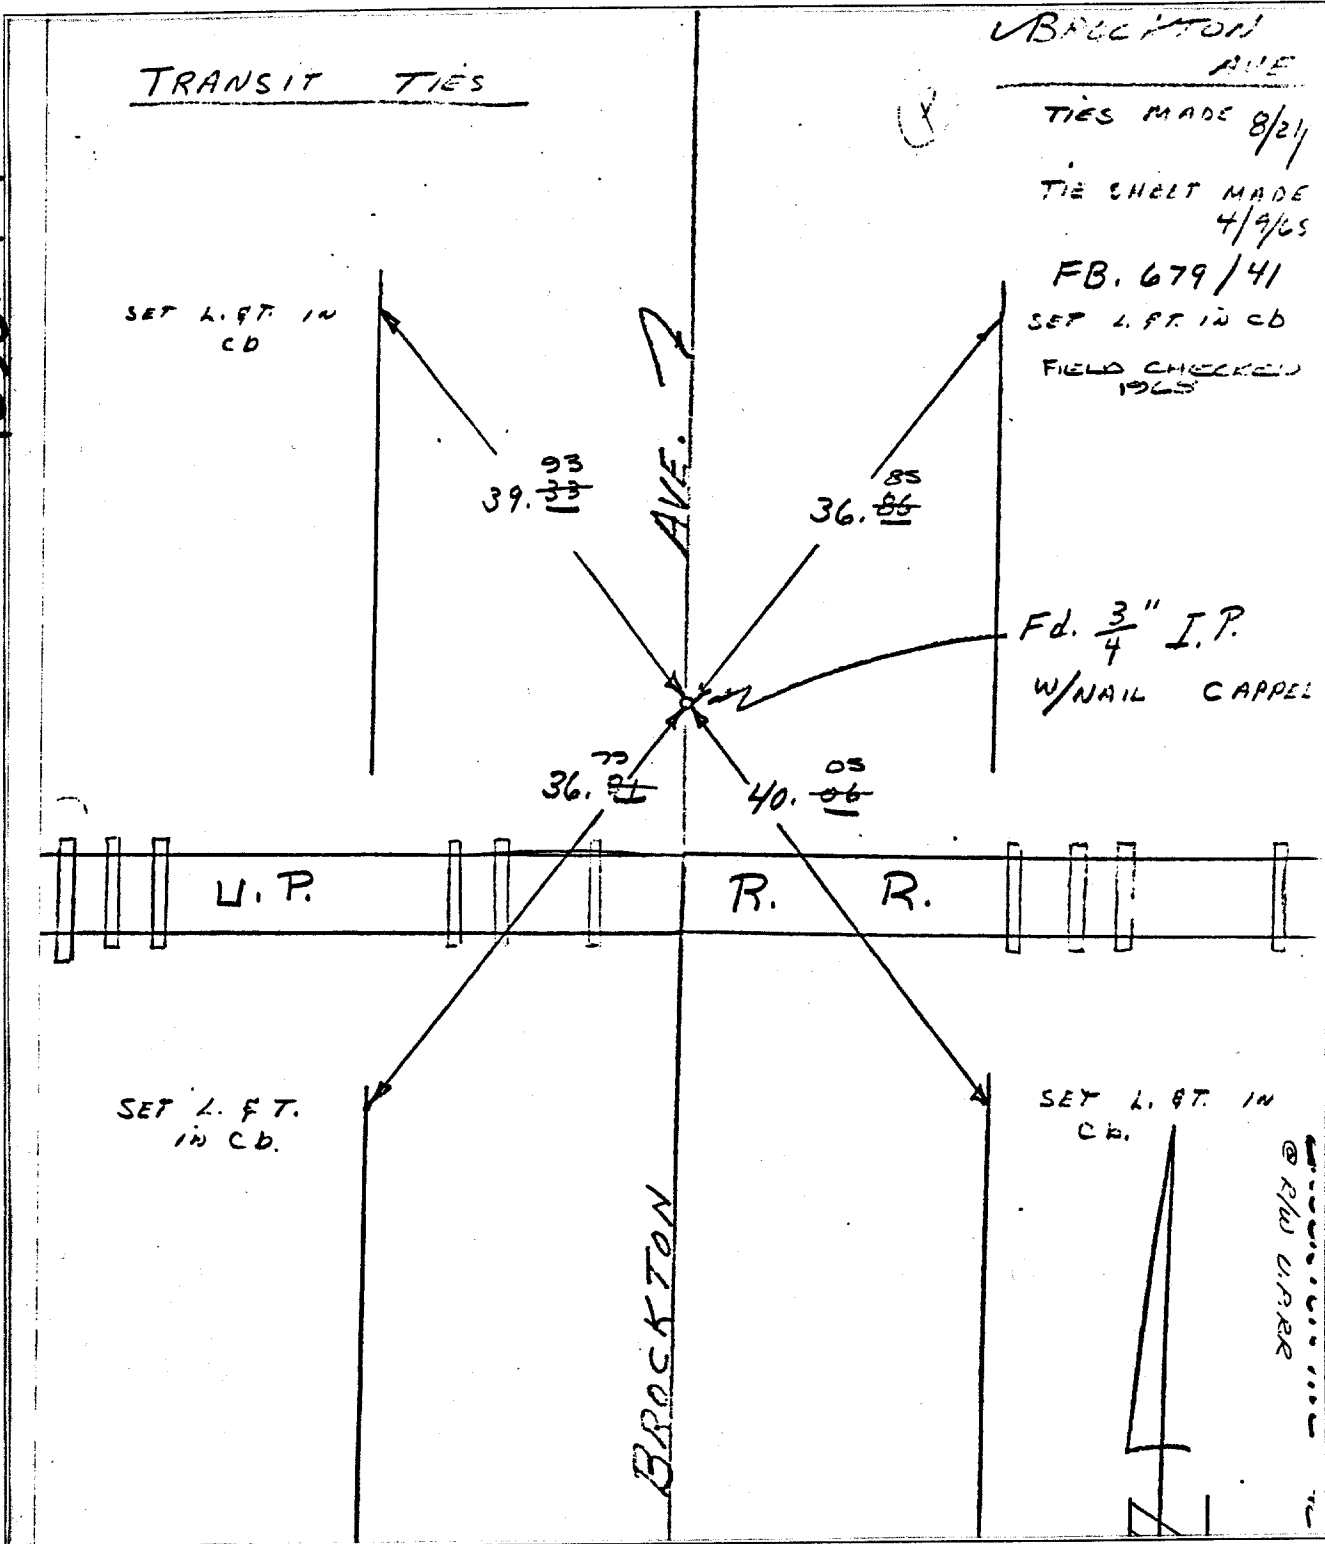 TRANSIT TIES
BROCKTON
AVE
TIES MADE 8/21/
TIE SHEET MADE
4/9/65
FB. 679/41
SET L. & T. IN cb
FIELD CHECKED
1965
SET L. & T. IN
cb
93
39.33
85
36.86
AVE.
Fd. 3/4" I.P.
W/NAIL CAPPED
36.
05
40.06
U.P. R. R.
SET L. & T.
IN Cb.
SET L. & T. IN
Cb.
BROCKTON
@ R/W U.P.RR
N